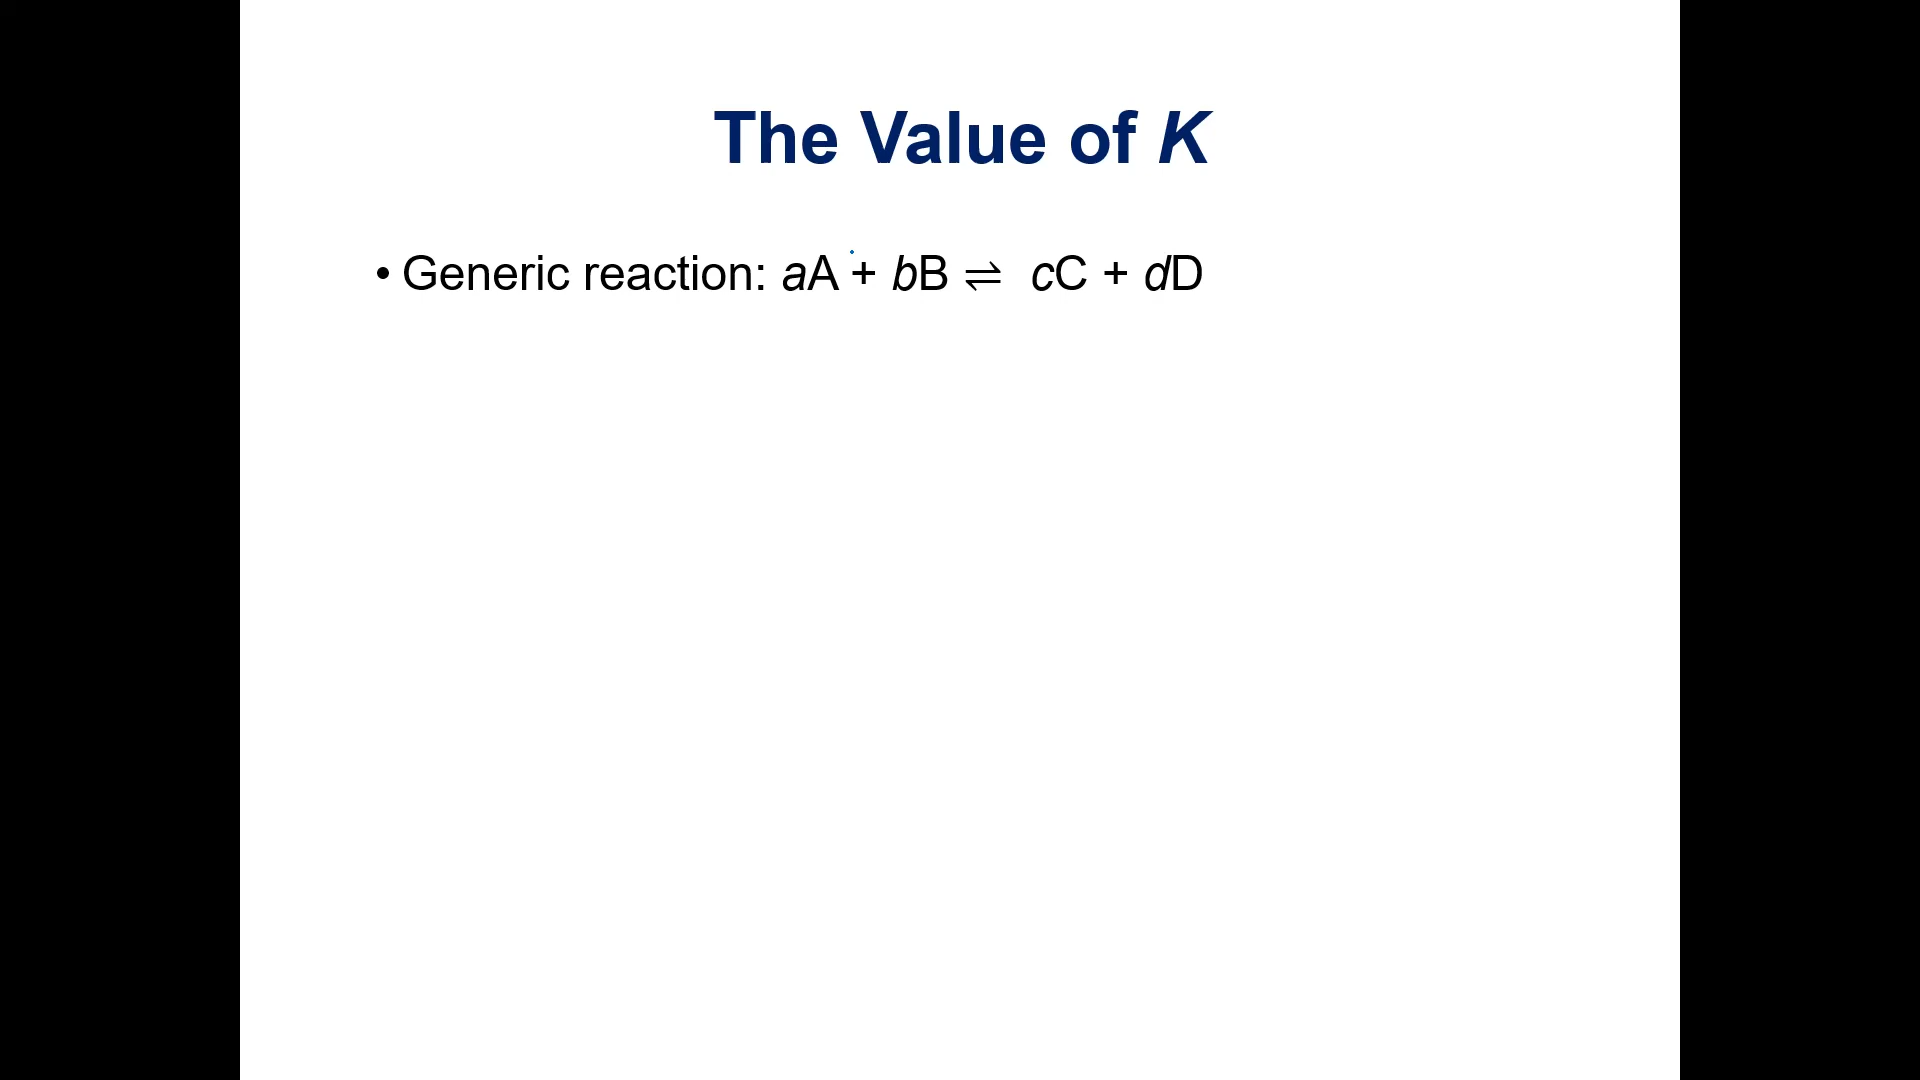 The Value of K
• Generic reaction: aA + bB ⇌ cC + dD